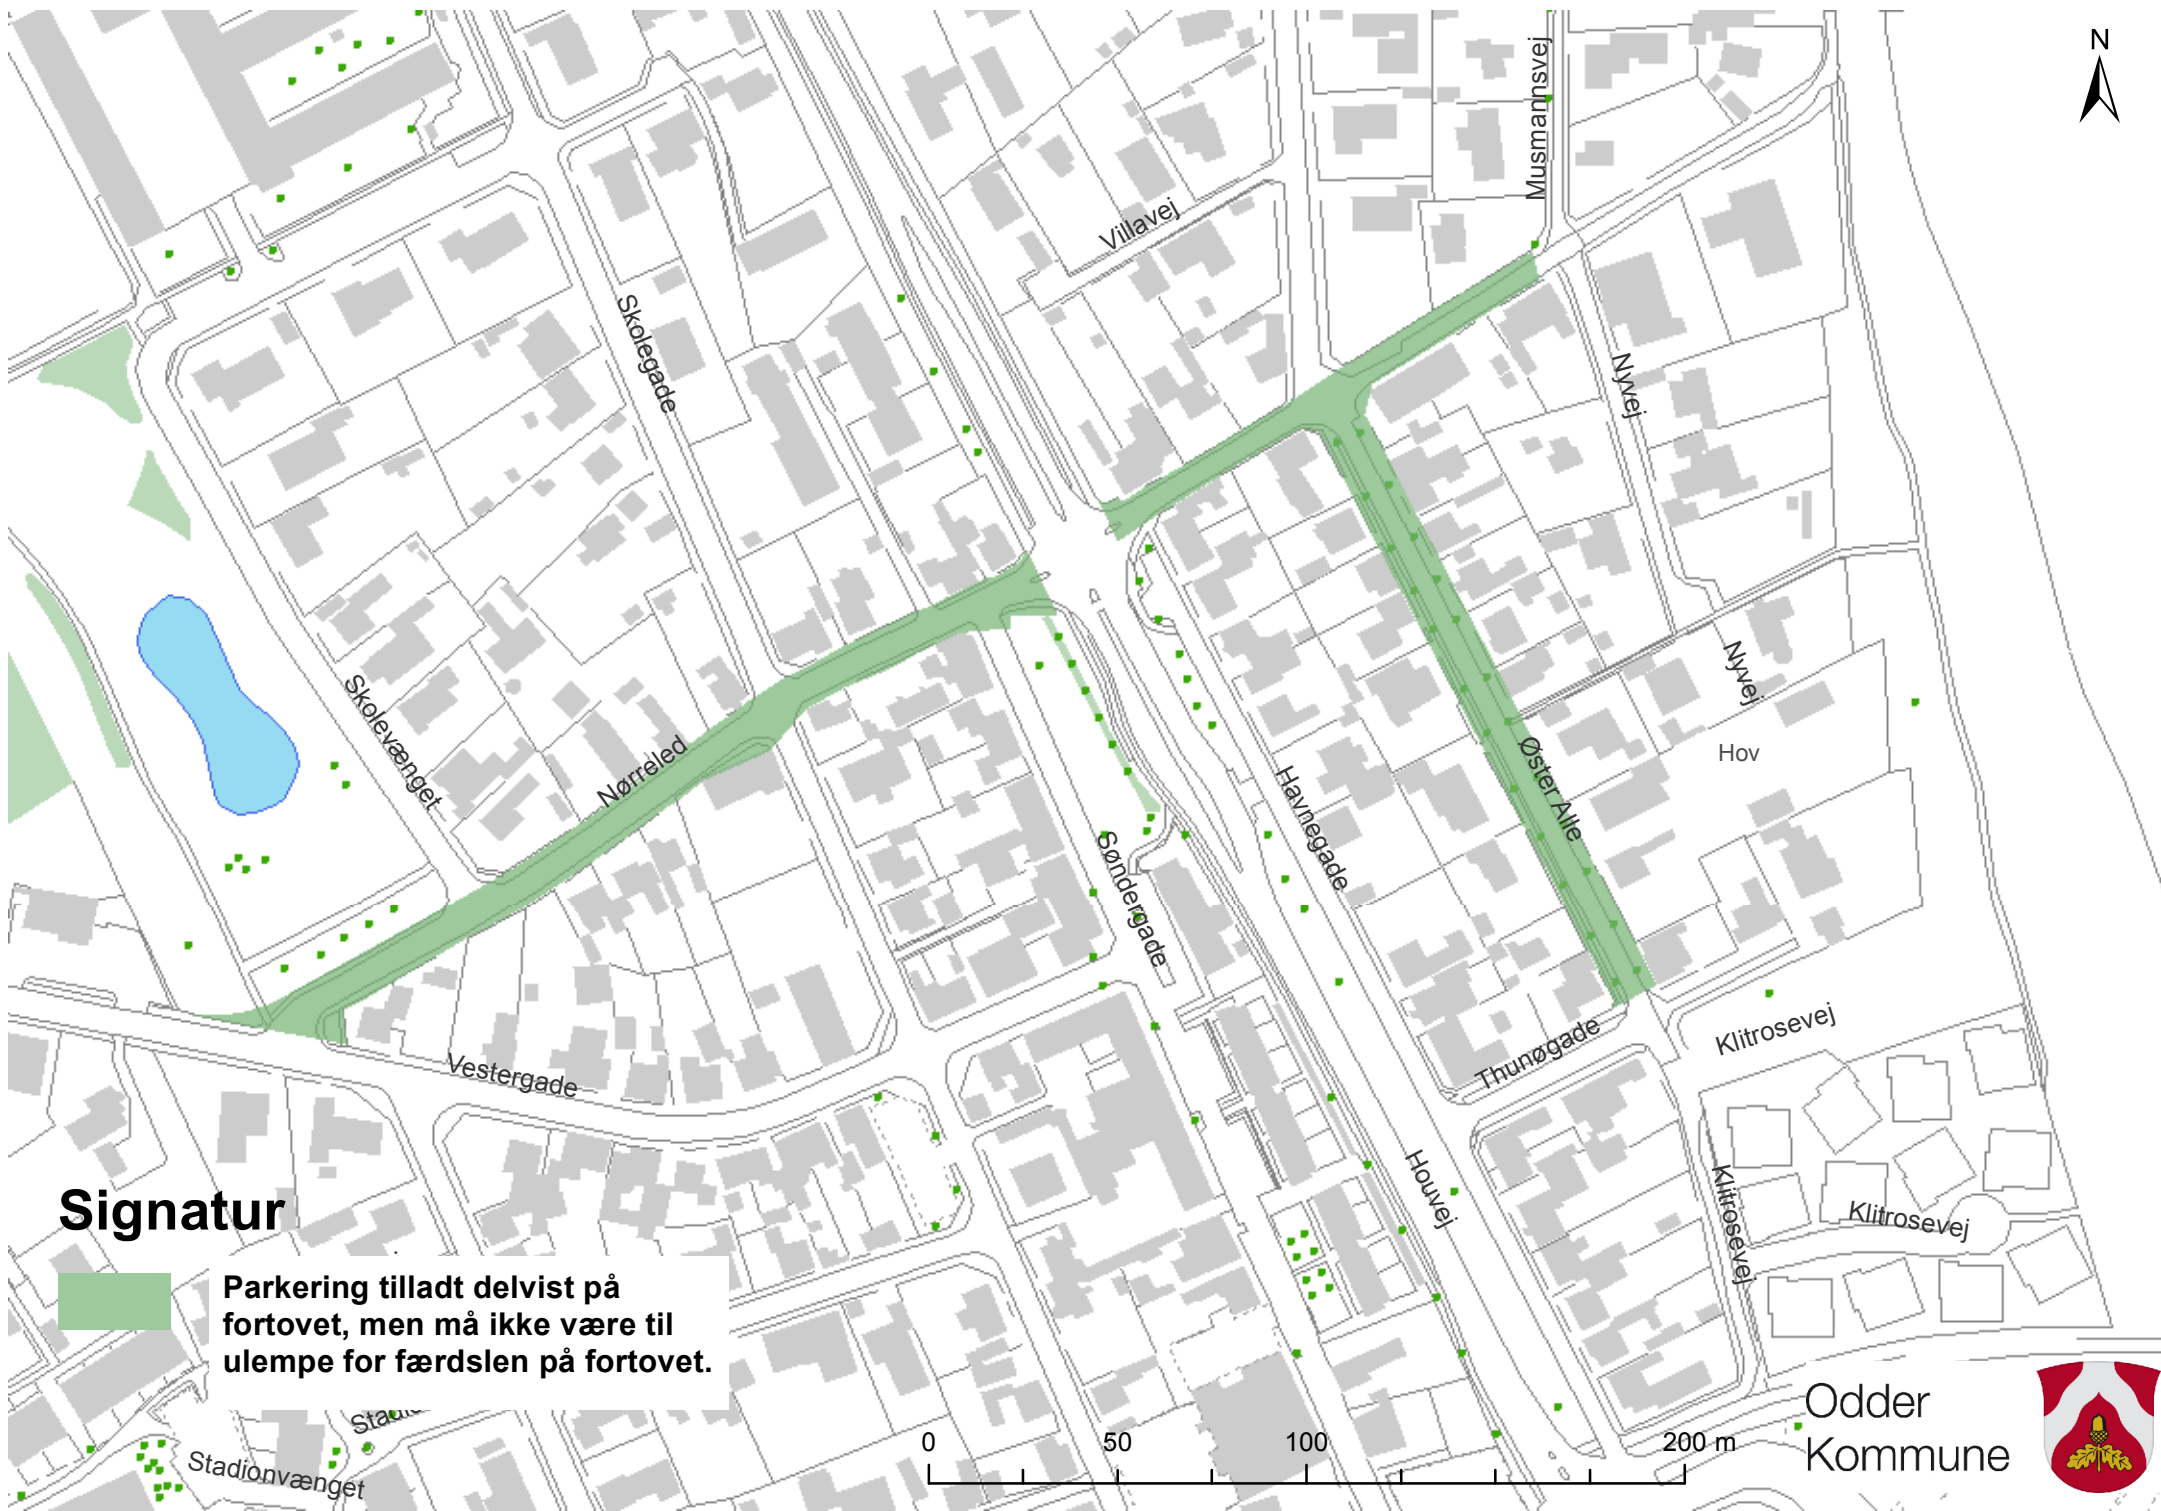 N
Musmannsvej
Villavej
Skolegade
Nyvej
Skolevænget
Nørreled
Nyvej
Hov
Øster Alle
Havnegade
Søndergade
Thunøgade
Klitrosevej
Vestergade
Houvej
Klitrosevej
Klitrosevej
Signatur
Parkering tilladt delvist på
fortovet, men må ikke være til
ulempe for færdslen på fortovet.
Stadionvænget
0 50 100 200 m
Odder
Kommune